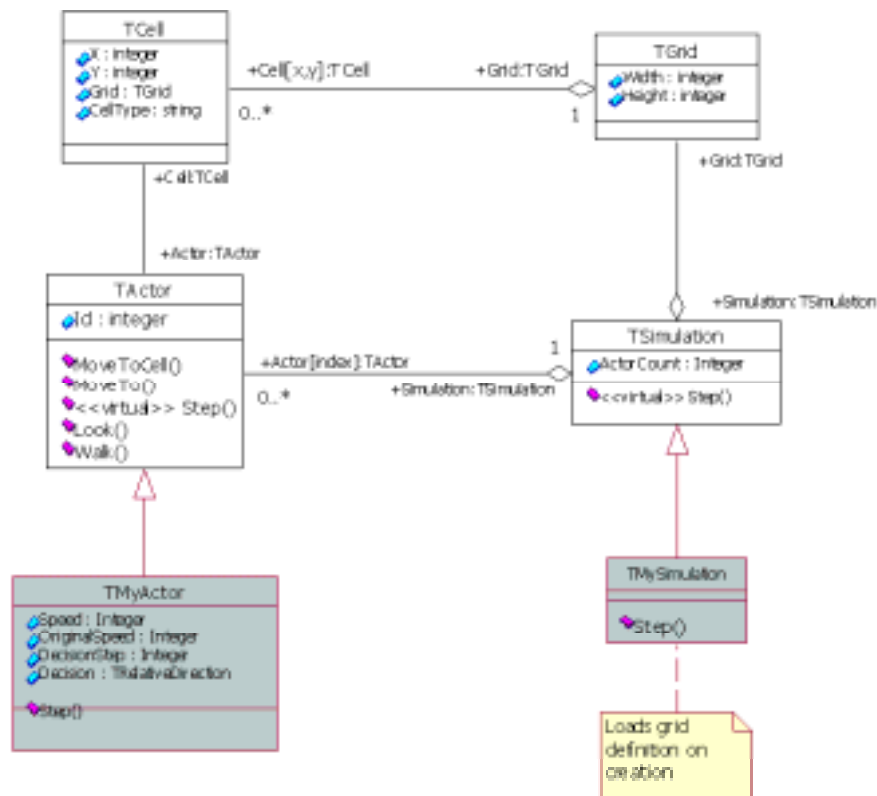 TCell
X : integer
Y : integer
Grid : TGrid
CellType : string
+Cell[x,y]:TCell
+Grid:TGrid
0..*
1
TGrid
Width : integer
Height : integer
+Cell:TCell
+Grid:TGrid
+Actor:TActor
TActor
Id : integer
MoveToCell()
MoveTo()
<<virtual>> Step()
Look()
Walk()
+Actor[index]:TActor
0..*
1
+Simulation:TSimulation
+Simulation:TSimulation
TSimulation
ActorCount : Integer
<<virtual>> Step()
TMyActor
Speed : Integer
OriginalSpeed : Integer
DecisionStep : Integer
Decision : TRelativeDirection
Step()
TMySimulation
Step()
Loads grid
definition on
creation